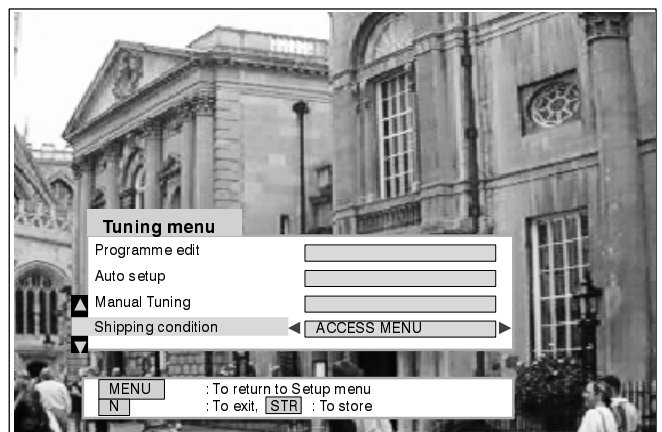 Tuning menu
Programme edit
Auto setup
Manual Tuning
Shipping condition ACCESS MENU
MENU : To return to Setup menu
N : To exit, STR : To store